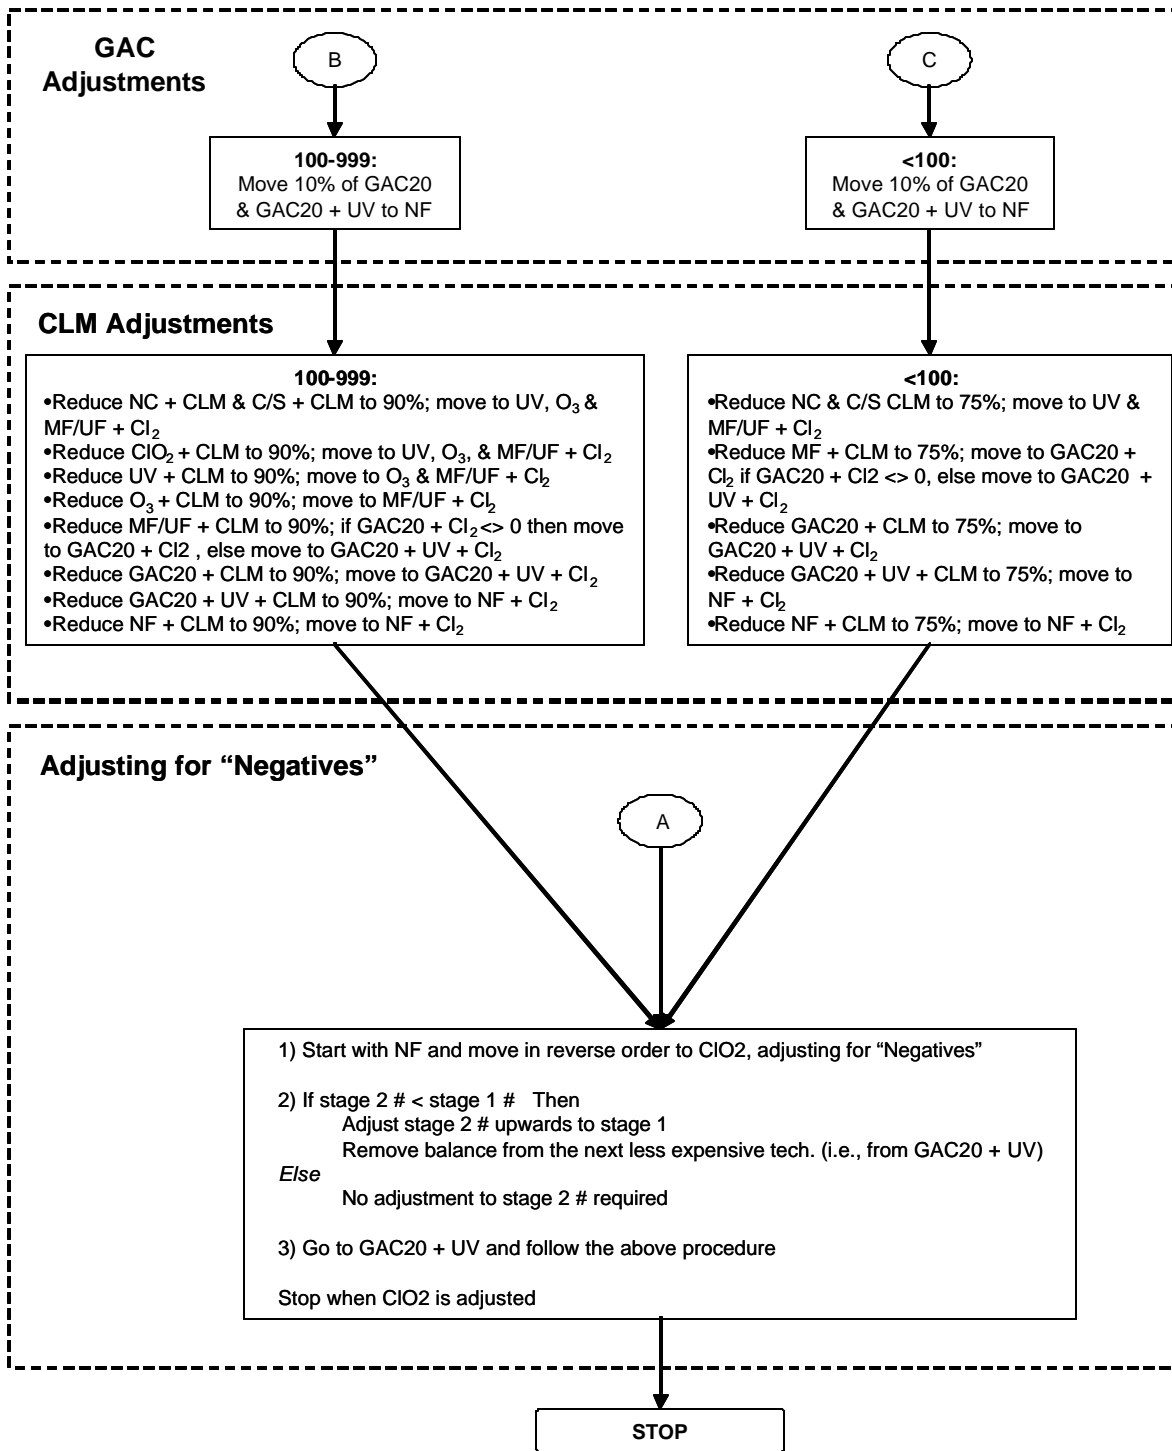 GAC
Adjustments
B
C
100-999:
Move 10% of GAC20
& GAC20 + UV to NF
<100:
Move 10% of GAC20
& GAC20 + UV to NF
CLM Adjustments
100-999:
•Reduce NC + CLM & C/S + CLM to 90%; move to UV, O₃ &
MF/UF + Cl₂
•Reduce ClO₂ + CLM to 90%; move to UV, O₃, & MF/UF + Cl₂
•Reduce UV + CLM to 90%; move to O₃ & MF/UF + Cl₂
•Reduce O₃ + CLM to 90%; move to MF/UF + Cl₂
•Reduce MF/UF + CLM to 90%; if GAC20 + Cl₂ <> 0 then move
to GAC20 + Cl2 , else move to GAC20 + UV + Cl₂
•Reduce GAC20 + CLM to 90%; move to GAC20 + UV + Cl₂
•Reduce GAC20 + UV + CLM to 90%; move to NF + Cl₂
•Reduce NF + CLM to 90%; move to NF + Cl₂
<100:
•Reduce NC & C/S CLM to 75%; move to UV &
MF/UF + Cl₂
•Reduce MF + CLM to 75%; move to GAC20 +
Cl₂ if GAC20 + Cl2 <> 0, else move to GAC20 +
UV + Cl₂
•Reduce GAC20 + CLM to 75%; move to
GAC20 + UV + Cl₂
•Reduce GAC20 + UV + CLM to 75%; move to
NF + Cl₂
•Reduce NF + CLM to 75%; move to NF + Cl₂
Adjusting for “Negatives”
A
1) Start with NF and move in reverse order to ClO2, adjusting for “Negatives”
2) If stage 2 # < stage 1 # Then
Adjust stage 2 # upwards to stage 1
Remove balance from the next less expensive tech. (i.e., from GAC20 + UV)
Else
No adjustment to stage 2 # required
3) Go to GAC20 + UV and follow the above procedure
Stop when ClO2 is adjusted
STOP